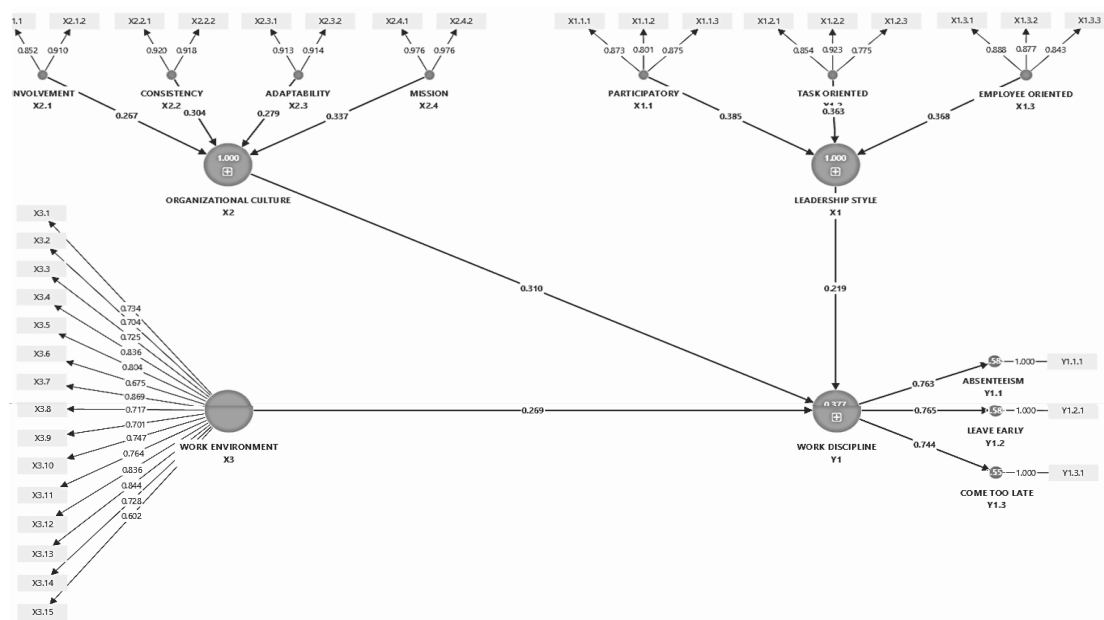 1.1 X2.1.2 X2.2.1 X2.2.2 X2.3.1 X2.3.2 X2.4.1 X2.4.2 X1.1.1 X1.1.2 X1.1.3 X1.2.1 X1.2.2 X1.2.3 X1.3.1 X1.3.2 X1.3.3
0.852 0.910 0.920 0.918 0.913 0.914 0.976 0.976 0.873 0.801 0.875 0.854 0.923 0.775 0.888 0.877 0.843
NVOLVEMENT CONSISTENCY ADAPTABILITY MISSION PARTICIPATORY TASK ORIENTED EMPLOYEE ORIENTED
X2.1 X2.2 X2.3 X2.4 X1.1 X1.3
0.267 0.304 0.279 0.337 0.385 0.363 0.368
1.000 1.000
ORGANIZATIONAL CULTURE LEADERSHIP STYLE
X2 X1
X3.1
X3.2
X3.3
X3.4
X3.5
X3.6
X3.7
X3.8
X3.9
X3.10
X3.11
X3.12
X3.13
X3.14
X3.15
0.734
0.704
0.725
0.836
0.804
0.675
0.869
0.717
0.701
0.747
0.764
0.836
0.844
0.728
0.602
WORK ENVIRONMENT
X3
0.310
0.219
0.269
0.377
WORK DISCIPLINE
Y1
0.763
0.765
0.744
1.000 Y1.1.1
ABSENTEEISM
Y1.1
1.000 Y1.2.1
LEAVE EARLY
Y1.2
1.000 Y1.3.1
COME TOO LATE
Y1.3